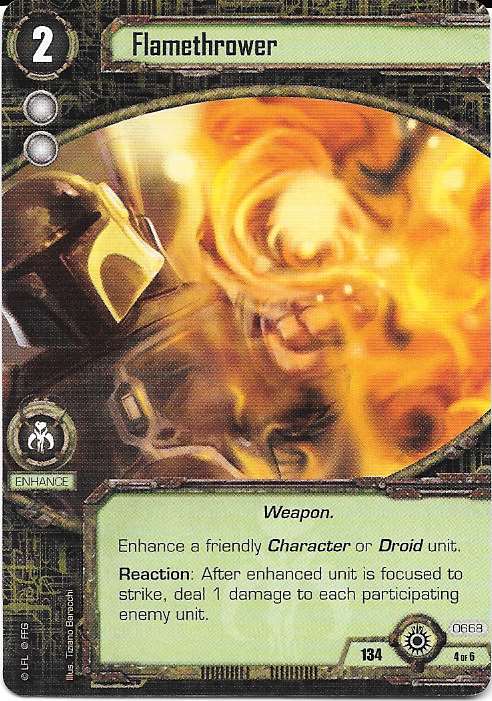 2
Flamethrower
ENHANCE
Weapon.
Enhance a friendly Character or Droid unit.
Reaction: After enhanced unit is focused to
strike, deal 1 damage to each participating
enemy unit.
0668
134
4 OF 6
© LFL © FFG
Illus. Tiziano Baracchi